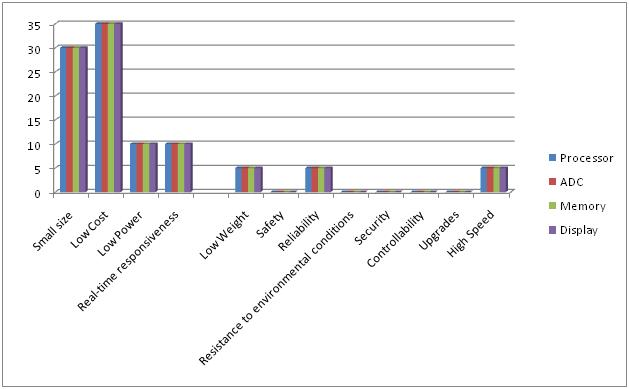 35
30
25
20
15
10
5
0
Small size
Low Cost
Low Power
Real-time responsiveness
Low Weight
Safety
Reliability
Resistance to environmental conditions
Security
Controllability
Upgrades
High Speed
Processor
ADC
Memory
Display